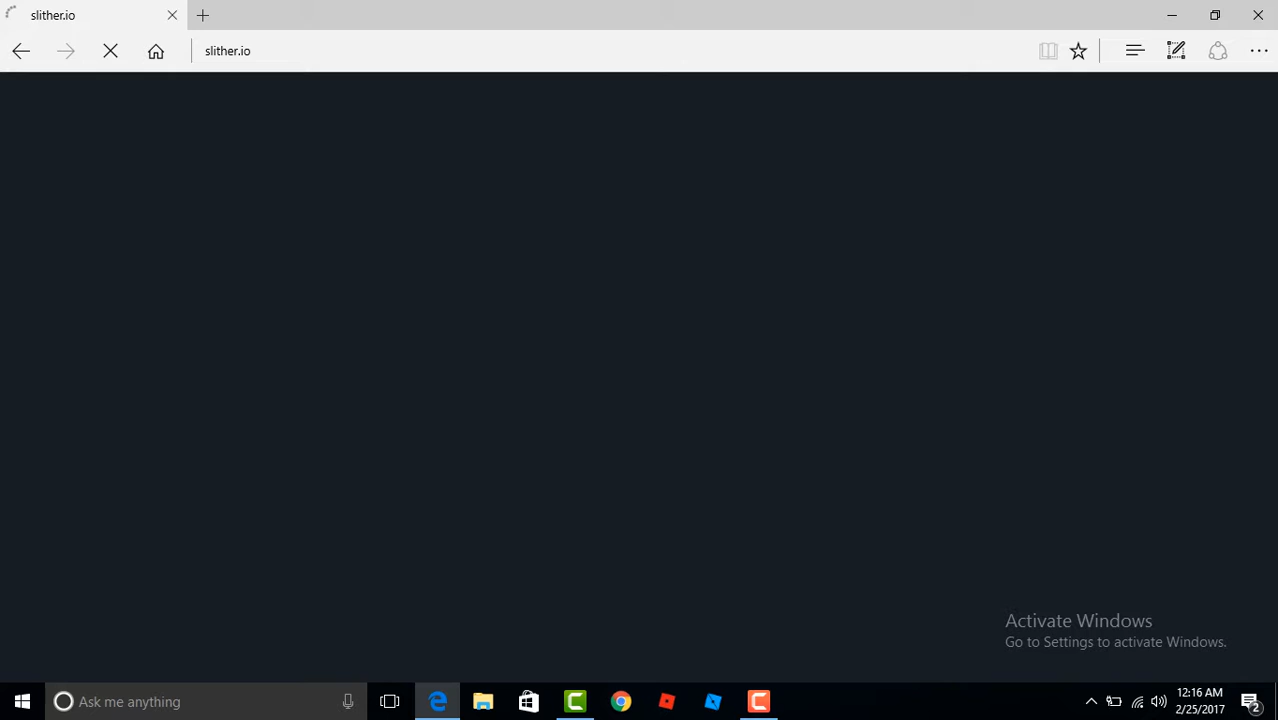 slither.io
slither.io
Activate Windows
Go to Settings to activate Windows.
Ask me anything
12:16 AM
2/25/2017
2